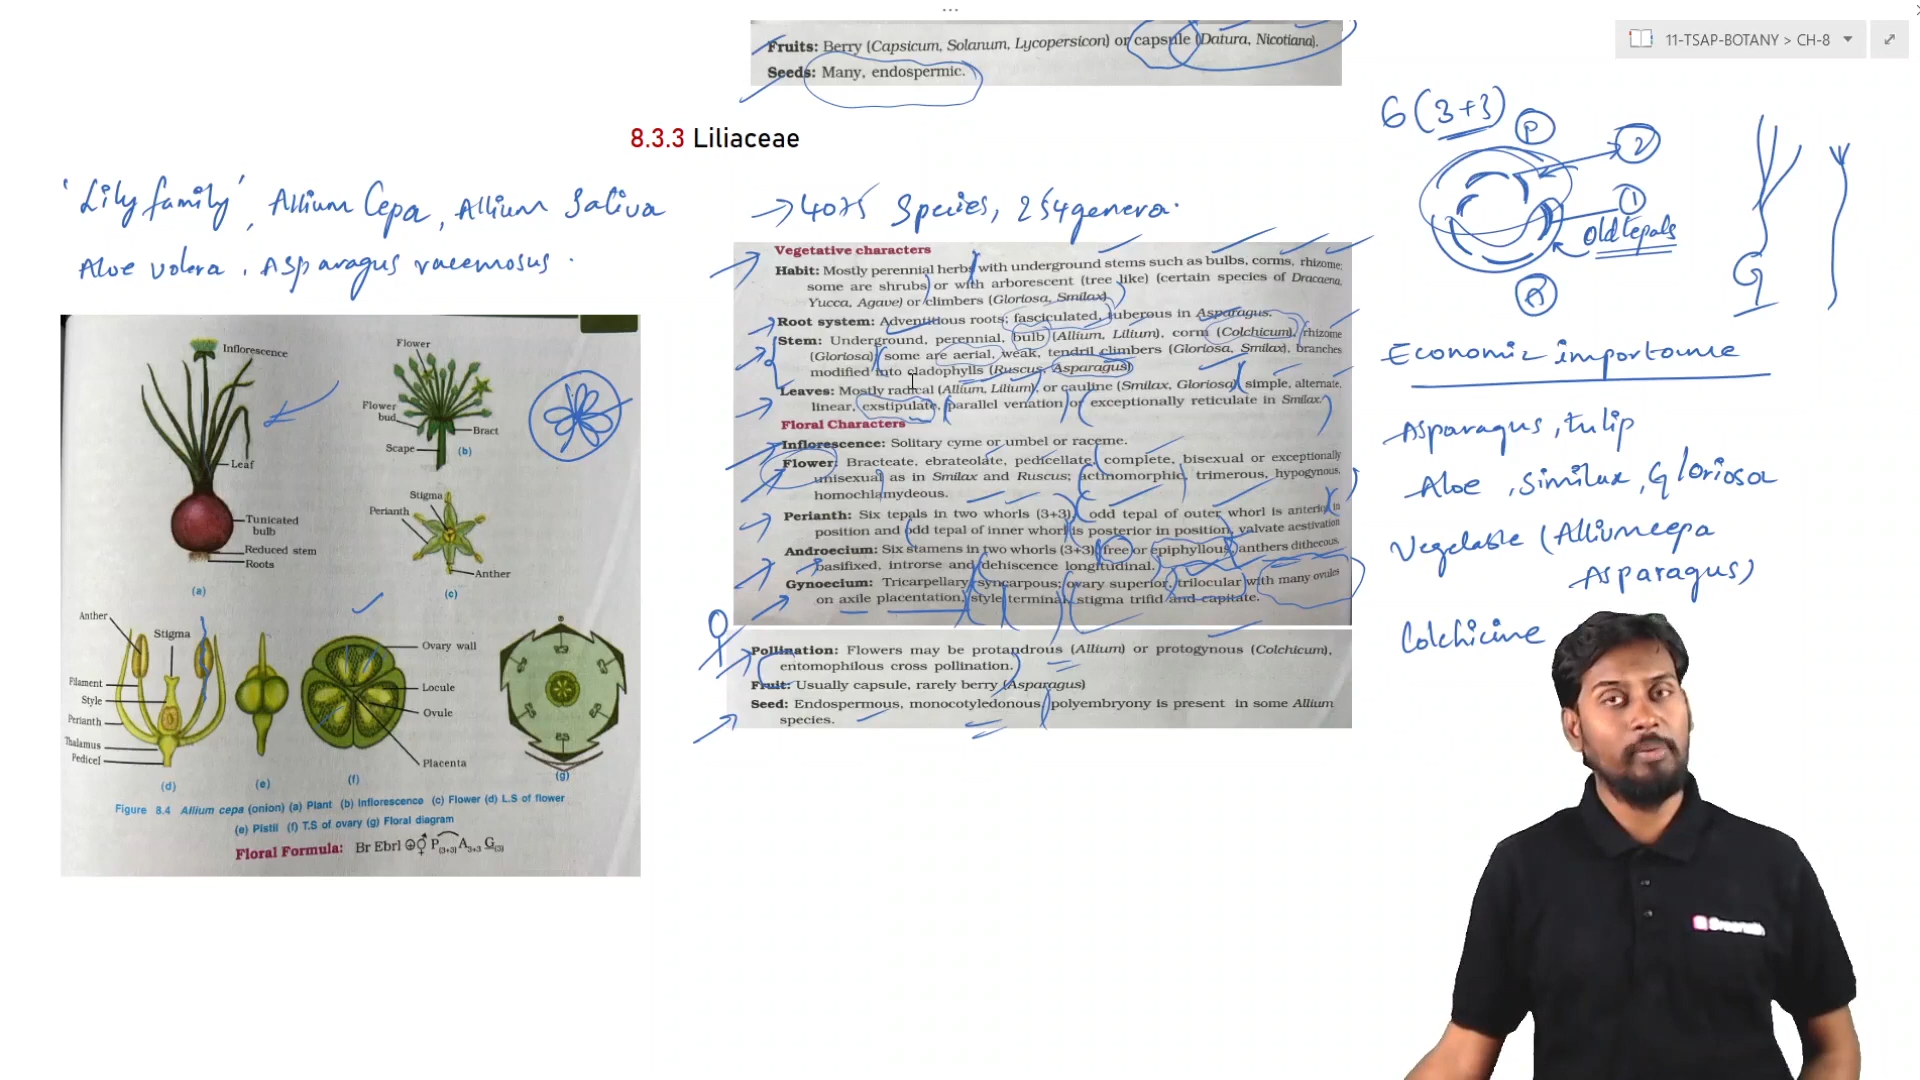 Fruits: Berry (Capsicum, Solanum, Lycopersicon) or capsule (Datura, Nicotiana).
Seeds: Many, endospermic.
11-TSAP-BOTANY > CH-8
8.3.3 Liliaceae
'Lily family', Allium Cepa, Allium Sativa
Aloe volera, Asparagus racemosus.
→ 4075 Species, 254 genera.
Vegetative characters
Habit: Mostly perennial herbs with underground stems such as bulbs, corms, rhizome;
some are shrubs or with arborescent (tree like) (certain species of Dracaena,
Yucca, Agave) or climbers (Gloriosa, Smilax)
Root system: Adventitious roots; fasciculated, tuberous in Asparagus.
Stem: Underground, perennial, bulb (Allium, Lilium), corm (Colchicum), rhizome
(Gloriosa) some are aerial, weak, tendril climbers (Gloriosa, Smilax), branches
modified into cladophylls (Ruscus, Asparagus)
Leaves: Mostly radical (Allium, Lilium), or cauline (Smilax, Gloriosa) simple, alternate,
linear, exstipulate, parallel venation or exceptionally reticulate in Smilax.
Floral Characters
Inflorescence: Solitary cyme or umbel or raceme.
Flower: Bracteate, ebrateolate, pedicellate, complete, bisexual or exceptionally
unisexual as in Smilax and Ruscus; actinomorphic, trimerous, hypogynous,
homochlamydeous.
Perianth: Six tepals in two whorls (3+3), odd tepal of outer whorl is anterior in
position and odd tepal of inner whorl is posterior in position, valvate aestivation
Androecium: Six stamens in two whorls (3+3) free or epiphyllous, anthers dithecous,
basifixed, introrse and dehiscence longitudinal.
Gynoecium: Tricarpellary, syncarpous; ovary superior, trilocular with many ovules
on axile placentation, style terminal, stigma trifid and capitate.
Pollination: Flowers may be protandrous (Allium) or protogynous (Colchicum),
entomophilous cross pollination.
Fruit: Usually capsule, rarely berry (Asparagus)
Seed: Endospermous, monocotyledonous, polyembryony is present in some Allium
species.
Inflorescence
Leaf
Tunicated
bulb
Reduced stem
Roots
(a)
Flower
Flower
bud
Bract
Scape
(b)
Stigma
Perianth
Anther
(c)
Anther
Stigma
Filament
Style
Perianth
Thalamus
Pedicel
(d)
(e)
Ovary wall
Locule
Ovule
Placenta
(f)
(g)
Figure 8.4 Allium cepa (onion) (a) Plant (b) Inflorescence (c) Flower (d) L.S of flower
(e) Pistil (f) T.S of ovary (g) Floral diagram
Floral Formula: Br Ebrl ⊕ ⚥ P(3+3) A3+3 G(3)
6 (3+3)
P
2
1
old tepals
A
Economic importance
Asparagus, tulip
Aloe, Similax, Gloriosa
Vegetable (Allium cepa
Asparagus)
Colchicine